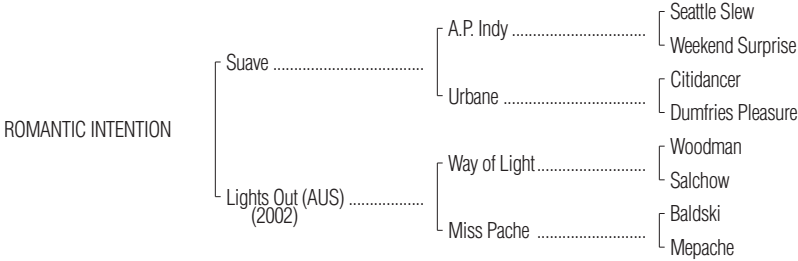 Seattle Slew
A.P. Indy ................................
Weekend Surprise
Suave ....................................
Citidancer
Urbane ..................................
Dumfries Pleasure
ROMANTIC INTENTION
Woodman
Way of Light..........................
Salchow
Lights Out (AUS) ..................
(2002)
Baldski
Miss Pache ..........................
Mepache